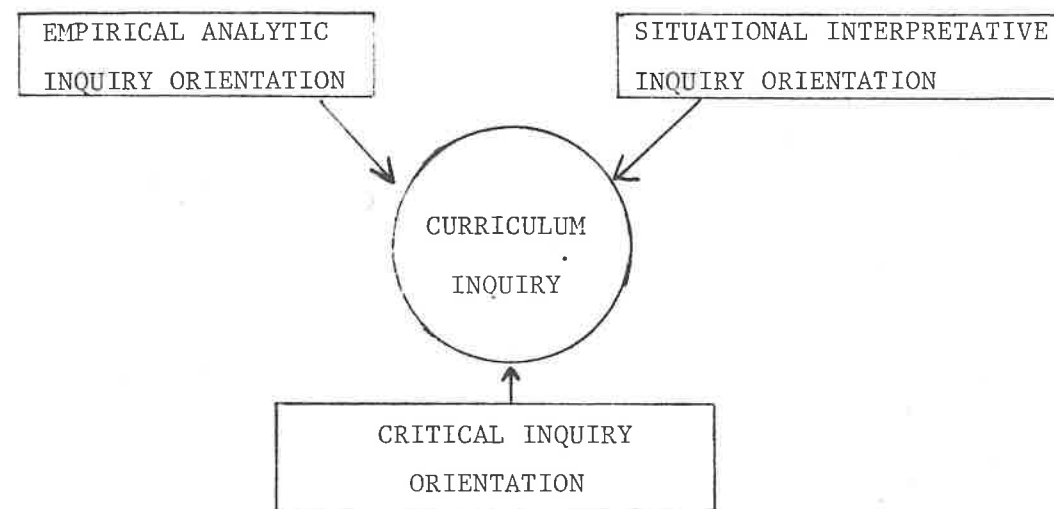 EMPIRICAL ANALYTIC
INQUIRY ORIENTATION
SITUATIONAL INTERPRETATIVE
INQUIRY ORIENTATION
CURRICULUM
INQUIRY
CRITICAL INQUIRY
ORIENTATION